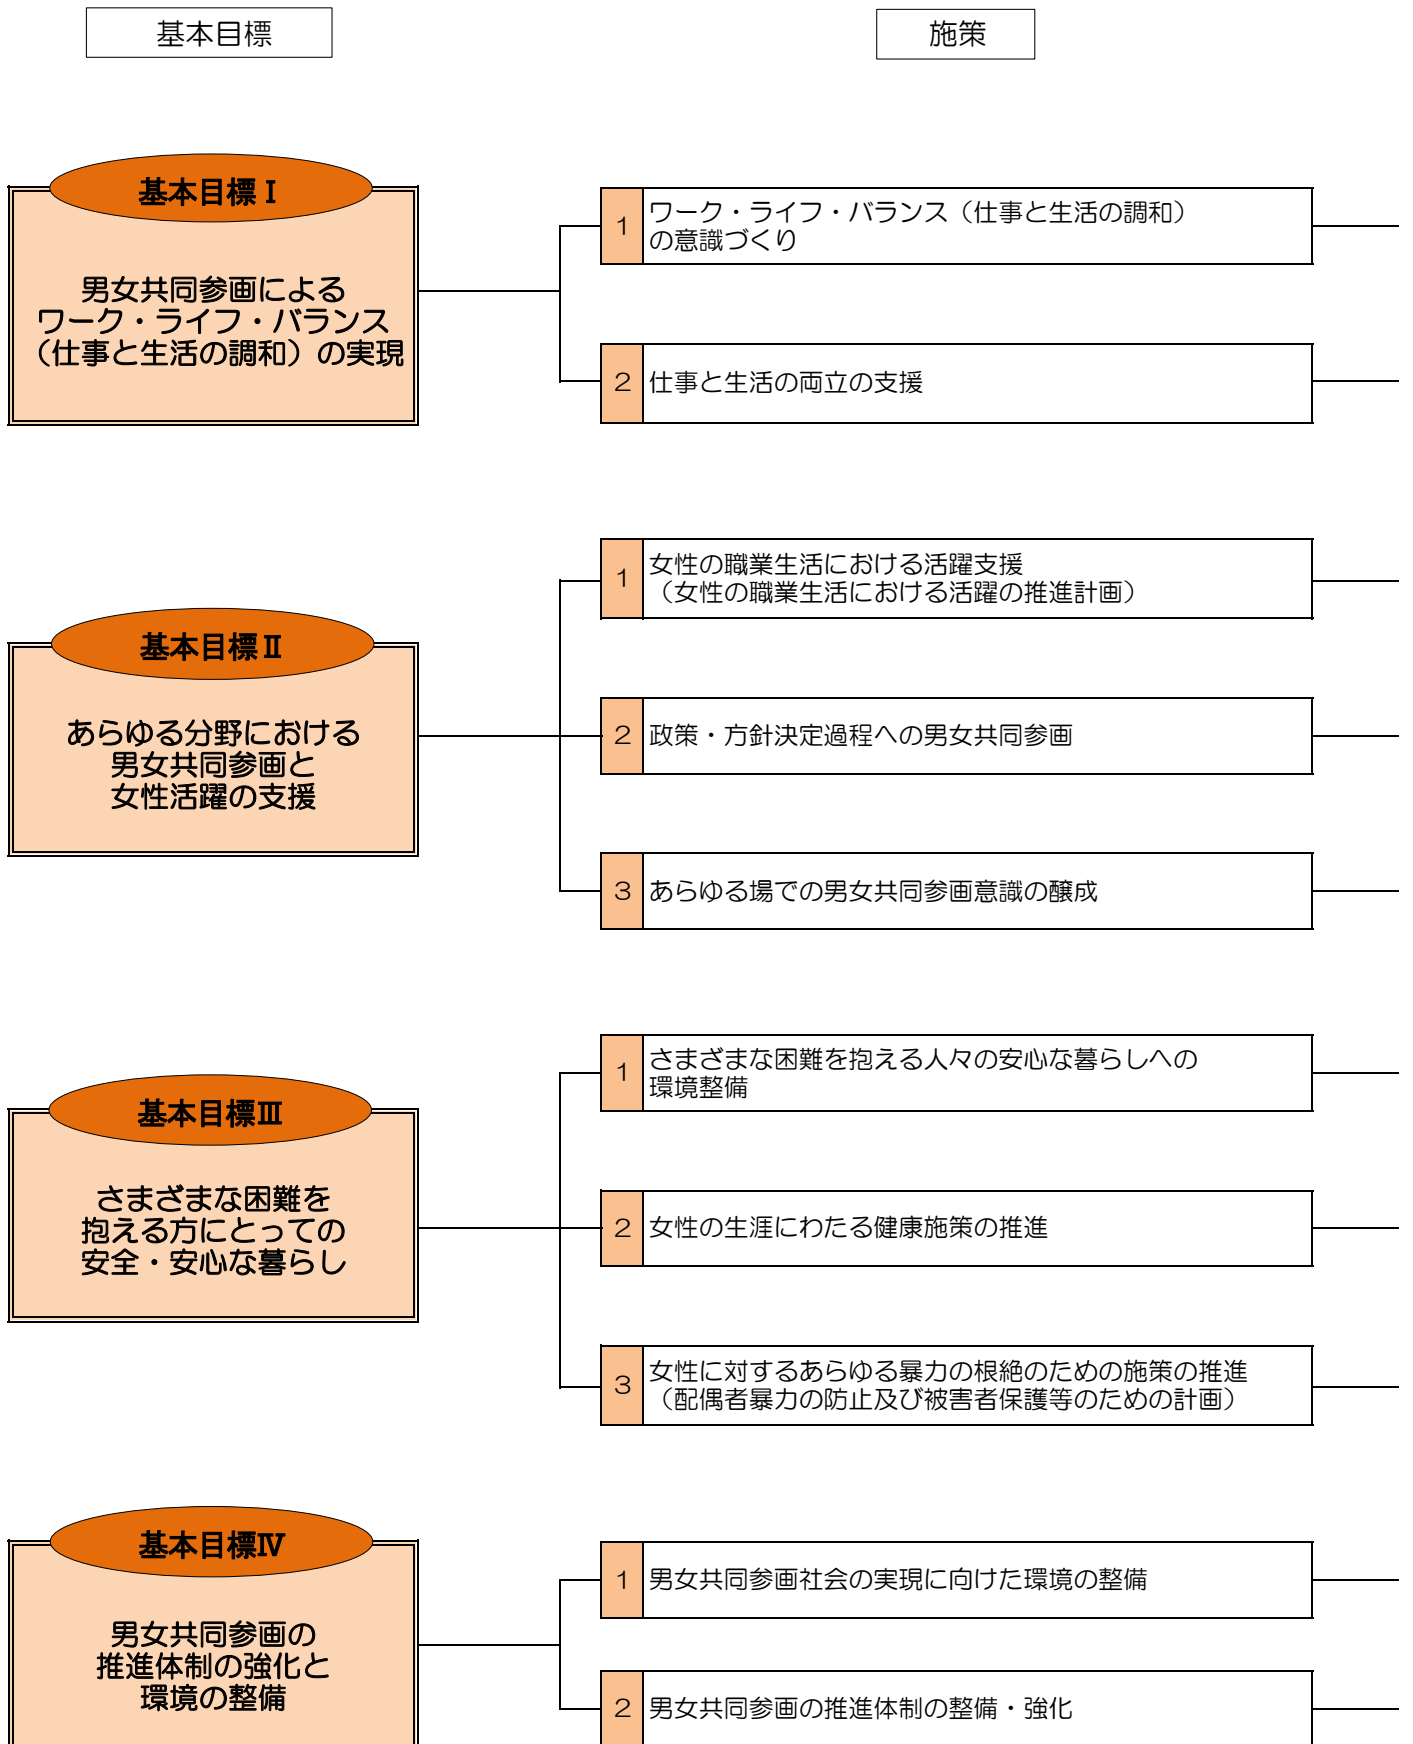 基本目標
施策
基本目標Ⅰ
男女共同参画による
ワーク・ライフ・バランス
（仕事と生活の調和）の実現
1
ワーク・ライフ・バランス（仕事と生活の調和）
の意識づくり
2
仕事と生活の両立の支援
基本目標Ⅱ
あらゆる分野における
男女共同参画と
女性活躍の支援
1
女性の職業生活における活躍支援
（女性の職業生活における活躍の推進計画）
2
政策・方針決定過程への男女共同参画
3
あらゆる場での男女共同参画意識の醸成
基本目標Ⅲ
さまざまな困難を
抱える方にとっての
安全・安心な暮らし
1
さまざまな困難を抱える人々の安心な暮らしへの
環境整備
2
女性の生涯にわたる健康施策の推進
3
女性に対するあらゆる暴力の根絶のための施策の推進
（配偶者暴力の防止及び被害者保護等のための計画）
基本目標Ⅳ
男女共同参画の
推進体制の強化と
環境の整備
1
男女共同参画社会の実現に向けた環境の整備
2
男女共同参画の推進体制の整備・強化